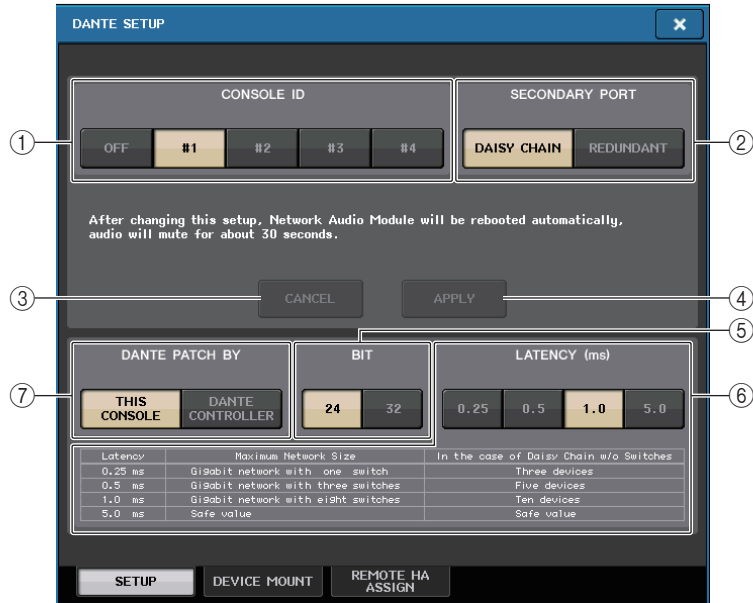 DANTE SETUP ×
CONSOLE ID
SECONDARY PORT
① OFF #1 #2 #3 #4 DAISY CHAIN REDUNDANT ②
After changing this setup, Network Audio Module will be rebooted automatically,
audio will mute for about 30 seconds.
③ CANCEL APPLY ④
⑤
DANTE PATCH BY BIT LATENCY (ms)
⑦ THIS CONSOLE DANTE CONTROLLER 24 32 0.25 0.5 1.0 5.0 ⑥
Latency Maximum Network Size In the case of Daisy Chain w/o Switches
0.25 ms Gigabit network with one switch Three devices
0.5 ms Gigabit network with three switches Five devices
1.0 ms Gigabit network with eight switches Ten devices
5.0 ms Safe value Safe value
SETUP DEVICE MOUNT REMOTE HA ASSIGN